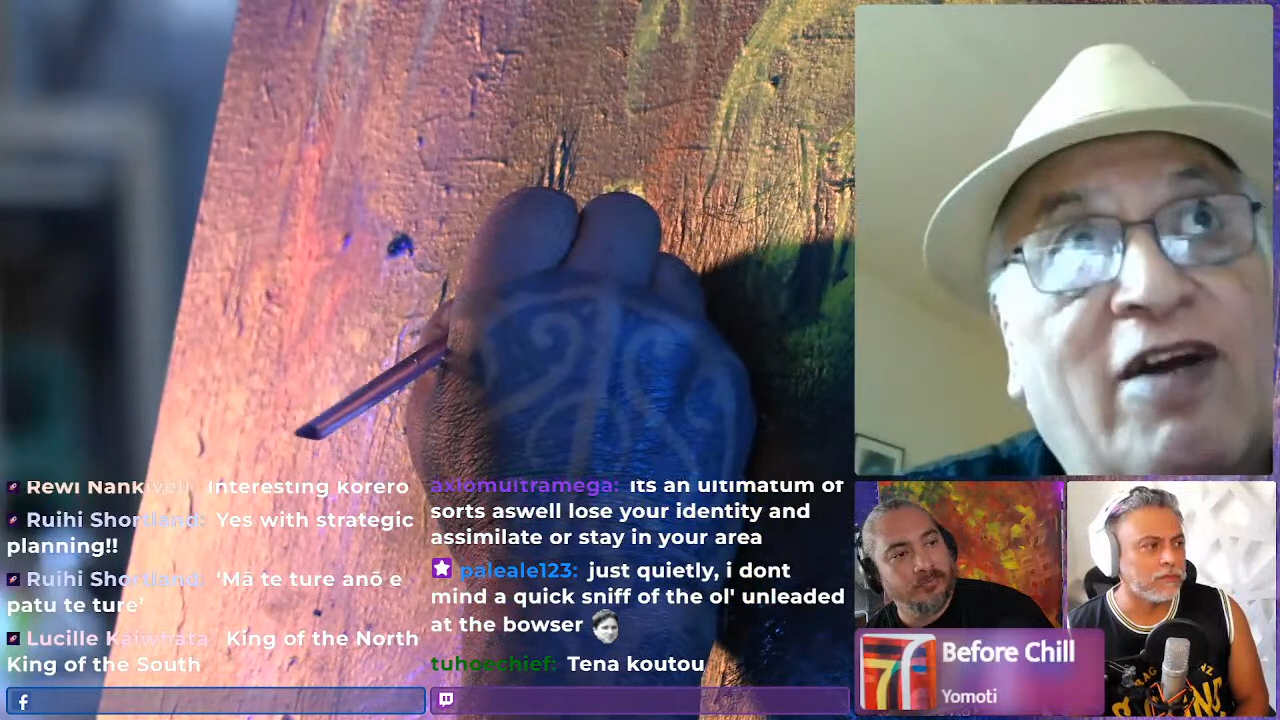 Rewi Nankivell: Interesting korero
Ruihi Shortland: Yes with strategic
planning!!
Ruihi Shortland: ‘Mā te ture anō e
patu te ture’
Lucille Kaiwhata: King of the North
King of the South
axiomultramega: its an ultimatum of
sorts aswell lose your identity and
assimilate or stay in your area
paleale123: just quietly, i dont
mind a quick sniff of the ol' unleaded
at the bowser
tuhoechief: Tena koutou
Before Chill
Yomoti